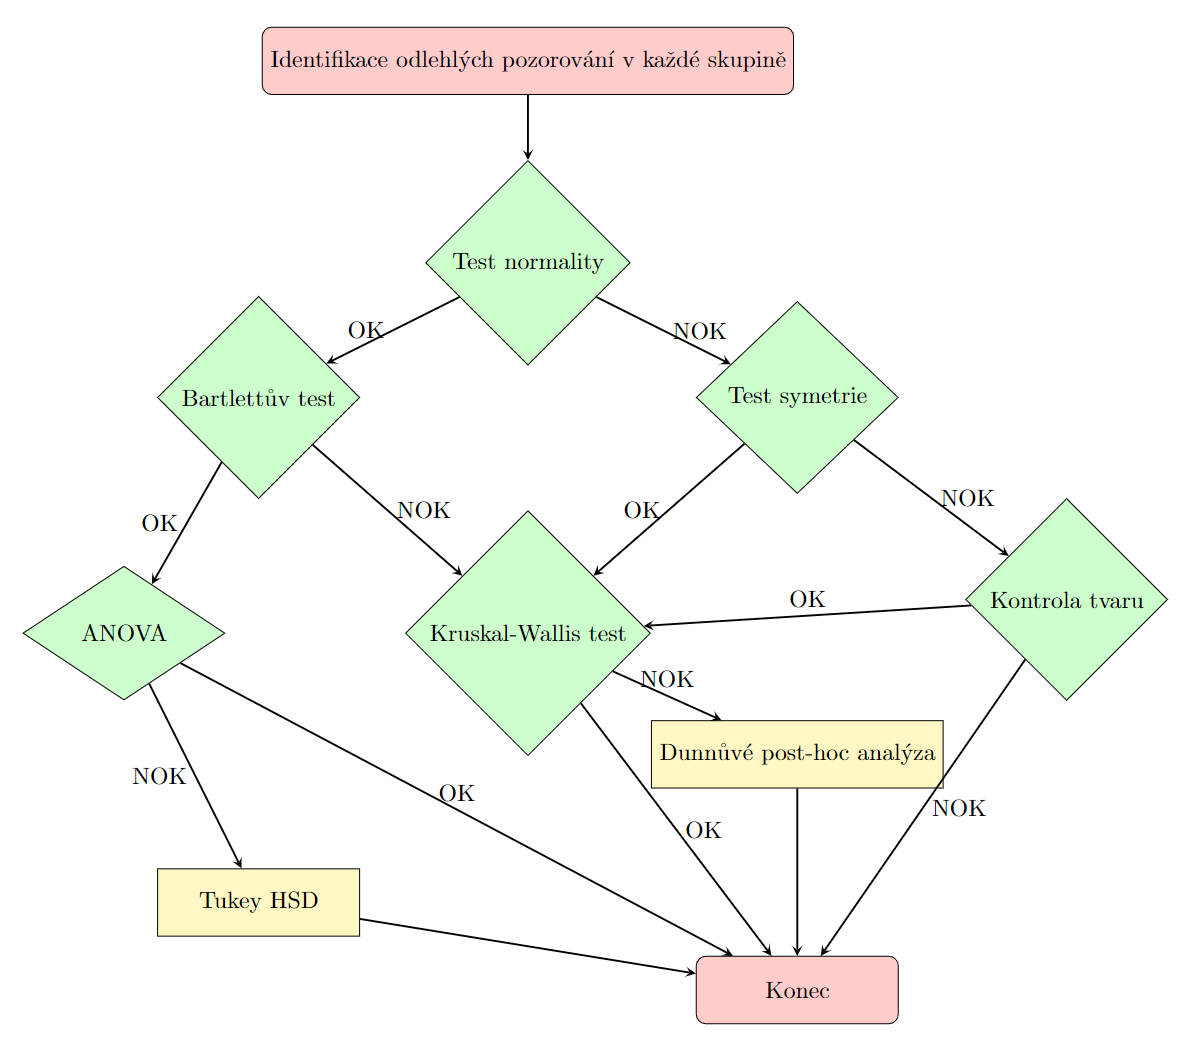 Identifikace odlehlých pozorování v každé skupině
Test normality
OK
NOK
Bartlettův test
Test symetrie
OK
NOK
OK
NOK
ANOVA
Kruskal-Wallis test
OK
Kontrola tvaru
NOK
Dunnůvé post-hoc analýza
NOK
OK
OK
NOK
Tukey HSD
Konec